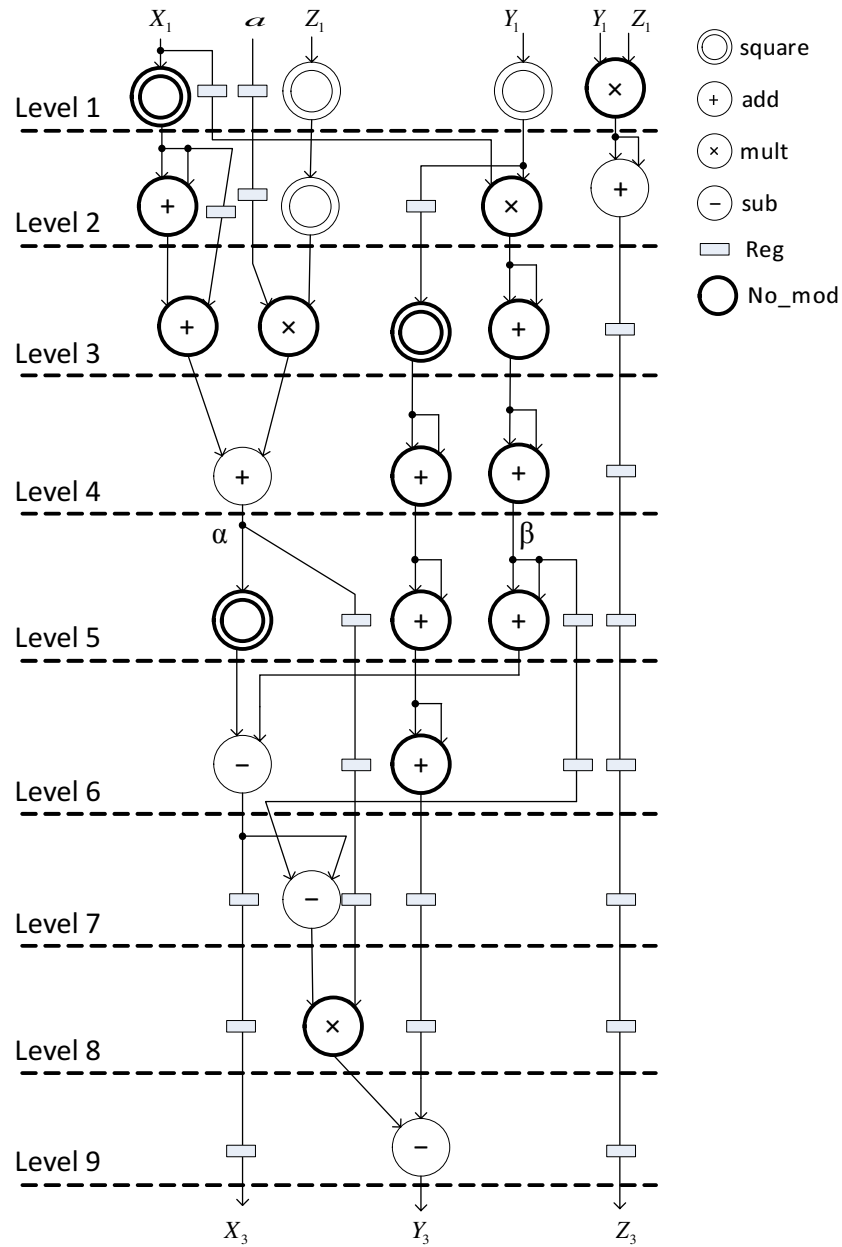 X₁ a Z₁ Y₁ Y₁ Z₁
square
× Level 1
+ add
× mult
+
+ × Level 2
− sub
Reg
No_mod
+ × + Level 3
+ + + Level 4
α β
+ + Level 5
− + Level 6
− Level 7
× Level 8
− Level 9
X₃ Y₃ Z₃